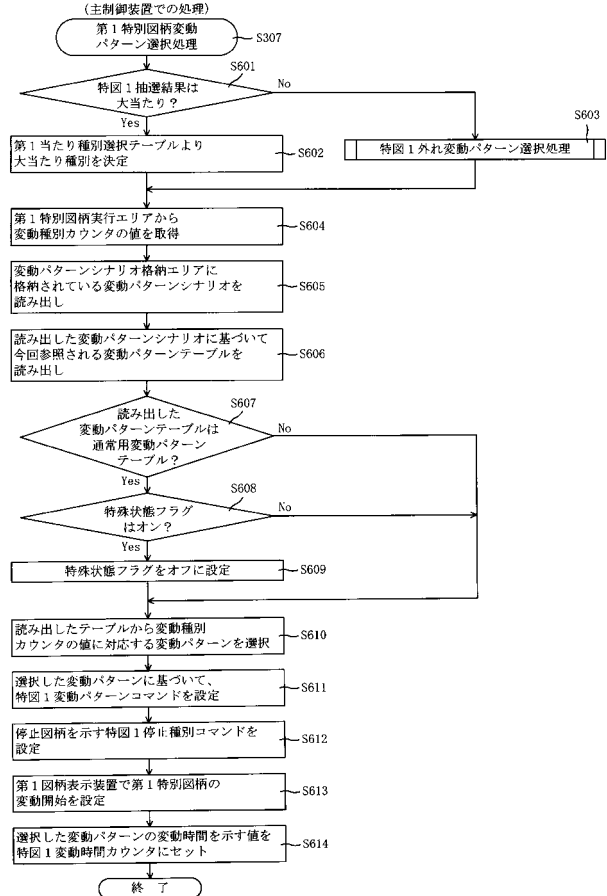 (主制御装置での処理)
第1特別図柄変動
パターン選択処理
S307
S601
特図1抽選結果は
大当たり?
No
Yes
S603
第1当たり種別選択テーブルより
大当たり種別を決定
S602
特図1外れ変動パターン選択処理
第1特別図柄実行エリアから
変動種別カウンタの値を取得
S604
変動パターンシナリオ格納エリアに
格納されている変動パターンシナリオを
読み出し
S605
読み出した変動パターンシナリオに基づいて
今回参照される変動パターンテーブルを
読み出し
S606
S607
読み出した
変動パターンテーブルは
通常用変動パターン
テーブル?
No
Yes
S608
特殊状態フラグ
はオン?
No
Yes
特殊状態フラグをオフに設定
S609
読み出したテーブルから変動種別
カウンタの値に対応する変動パターンを選択
S610
選択した変動パターンに基づいて、
特図1変動パターンコマンドを設定
S611
停止図柄を示す特図1停止種別コマンドを
設定
S612
第1図柄表示装置で第1特別図柄の
変動開始を設定
S613
選択した変動パターンの変動時間を示す値を
特図1変動時間カウンタにセット
S614
終 了